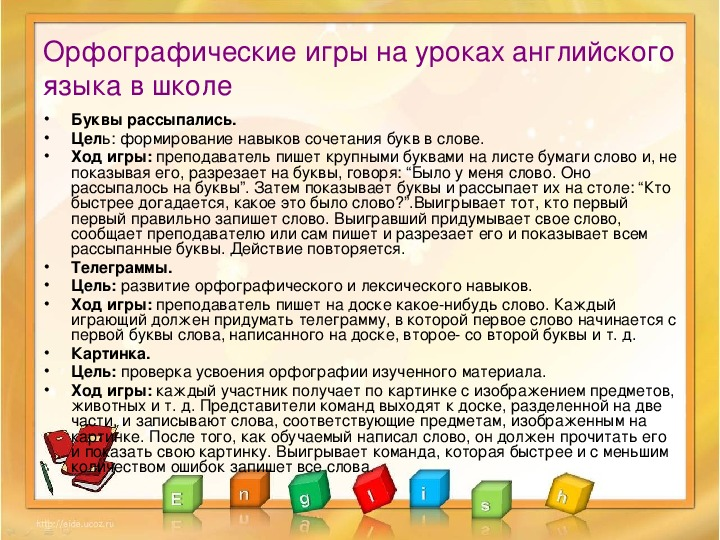 Орфографические игры на уроках английского
языка в школе
• Буквы рассыпались.
• Цель: формирование навыков сочетания букв в слове.
• Ход игры: преподаватель пишет крупными буквами на листе бумаги слово и, не
показывая его, разрезает на буквы, говоря: “Было у меня слово. Оно
рассыпалось на буквы”. Затем показывает буквы и рассыпает их на столе: “Кто
быстрее догадается, какое это было слово?”.Выигрывает тот, кто первый
первый правильно запишет слово. Выигравший придумывает свое слово,
сообщает преподавателю или сам пишет и разрезает его и показывает всем
рассыпанные буквы. Действие повторяется.
• Телеграммы.
• Цель: развитие орфографического и лексического навыков.
• Ход игры: преподаватель пишет на доске какое-нибудь слово. Каждый
играющий должен придумать телеграмму, в которой первое слово начинается с
первой буквы слова, написанного на доске, второе- со второй буквы и т. д.
• Картинка.
• Цель: проверка усвоения орфографии изученного материала.
• Ход игры: каждый участник получает по картинке с изображением предметов,
животных и т. д. Представители команд выходят к доске, разделенной на две
части, и записывают слова, соответствующие предметам, изображенным на
картинке. После того, как обучаемый написал слово, он должен прочитать его
и показать свою картинку. Выигрывает команда, которая быстрее и с меньшим
количеством ошибок запишет все слова.
E n g l i s h
http://aida.ucoz.ru